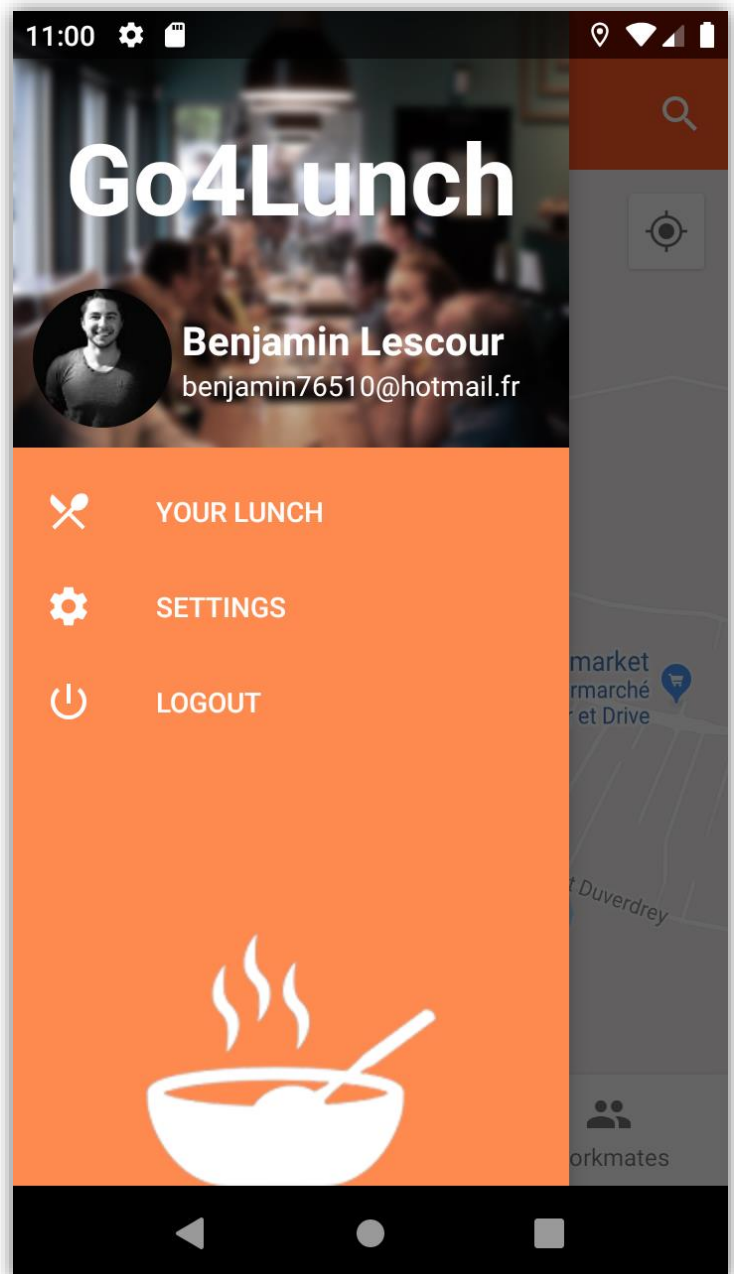 11:00
Go4Lunch
Benjamin Lescour
benjamin76510@hotmail.fr
YOUR LUNCH
SETTINGS
LOGOUT
market
rmarché
et Drive
t Duverdrey
orkmates